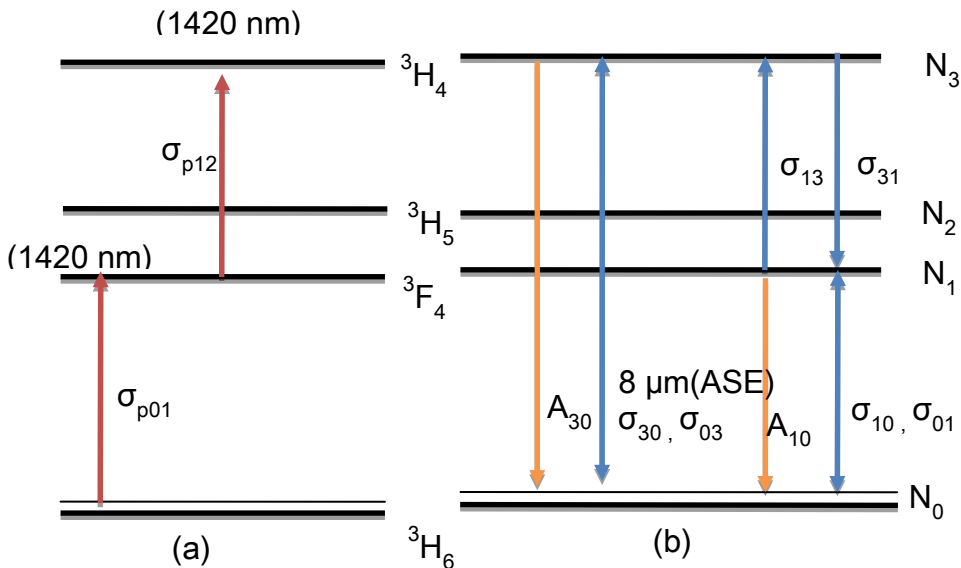 (1420 nm)
³H₄
N₃
σₚ₁₂
σ₁₃
σ₃₁
³H₅
N₂
(1420 nm)
³F₄
N₁
σₚ₀₁
8 µm(ASE)
A₃₀
σ₃₀ , σ₀₃
A₁₀
σ₁₀ , σ₀₁
N₀
(a)
³H₆
(b)